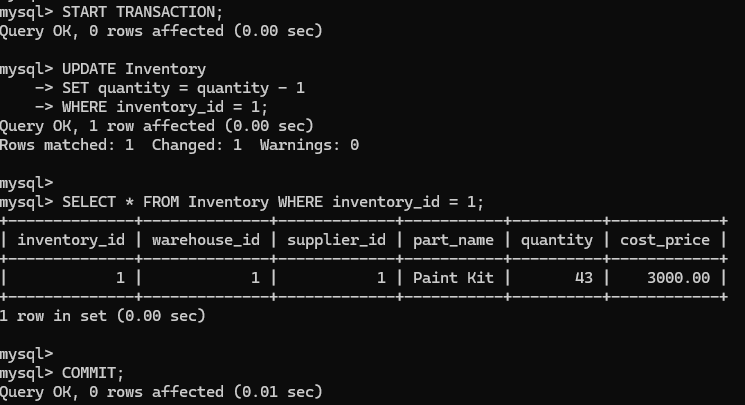 mysql> START TRANSACTION;
Query OK, 0 rows affected (0.00 sec)

mysql> UPDATE Inventory
    -> SET quantity = quantity - 1
    -> WHERE inventory_id = 1;
Query OK, 1 row affected (0.00 sec)
Rows matched: 1  Changed: 1  Warnings: 0

mysql>
mysql> SELECT * FROM Inventory WHERE inventory_id = 1;
+--------------+--------------+-------------+-----------+----------+------------+
| inventory_id | warehouse_id | supplier_id | part_name | quantity | cost_price |
+--------------+--------------+-------------+-----------+----------+------------+
|            1 |            1 |           1 | Paint Kit |       43 |    3000.00 |
+--------------+--------------+-------------+-----------+----------+------------+
1 row in set (0.00 sec)

mysql>
mysql> COMMIT;
Query OK, 0 rows affected (0.01 sec)